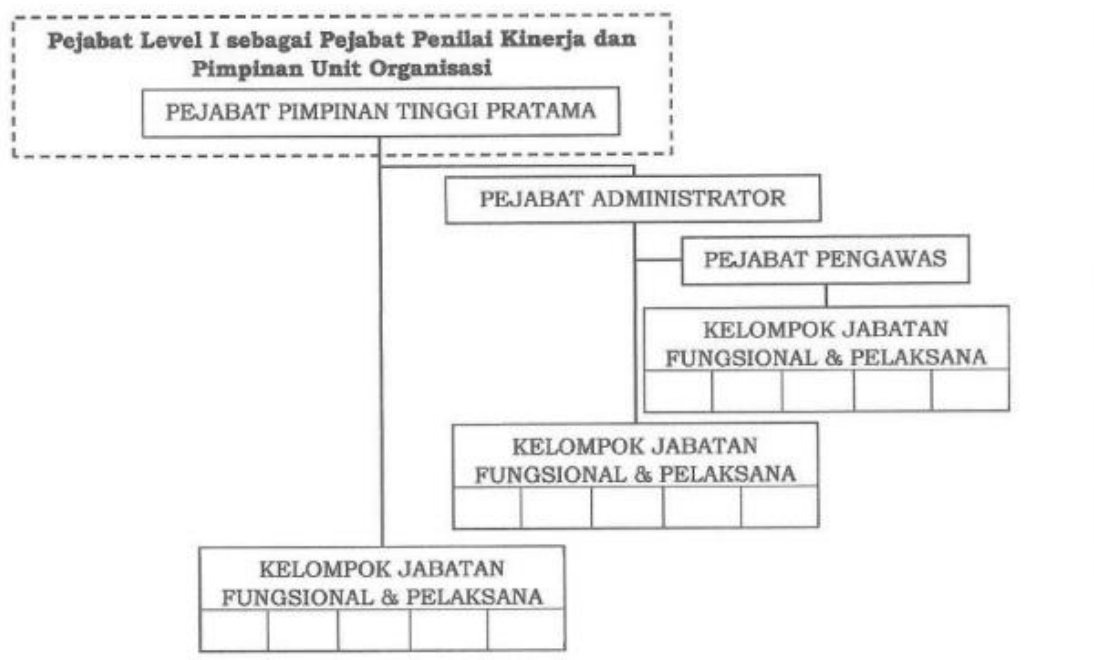 Pejabat Level I sebagai Pejabat Penilai Kinerja dan
Pimpinan Unit Organisasi
PEJABAT PIMPINAN TINGGI PRATAMA
PEJABAT ADMINISTRATOR
PEJABAT PENGAWAS
KELOMPOK JABATAN
FUNGSIONAL & PELAKSANA
KELOMPOK JABATAN
FUNGSIONAL & PELAKSANA
KELOMPOK JABATAN
FUNGSIONAL & PELAKSANA